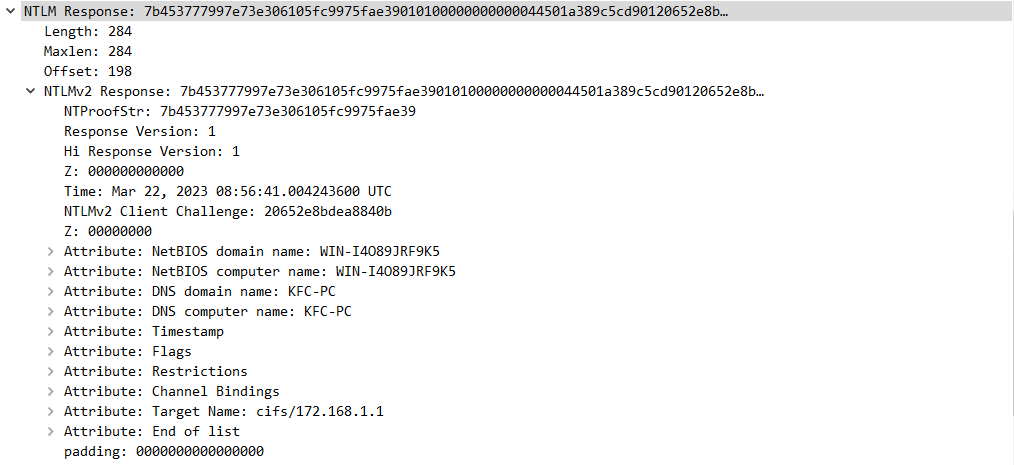 NTLM Response: 7b453777997e73e306105fc9975fae39010100000000000044501a389c5cd90120652e8b…
Length: 284
Maxlen: 284
Offset: 198
NTLMv2 Response: 7b453777997e73e306105fc9975fae39010100000000000044501a389c5cd90120652e8b…
NTProofStr: 7b453777997e73e306105fc9975fae39
Response Version: 1
Hi Response Version: 1
Z: 000000000000
Time: Mar 22, 2023 08:56:41.004243600 UTC
NTLMv2 Client Challenge: 20652e8bdea8840b
Z: 00000000
Attribute: NetBIOS domain name: WIN-I4O89JRF9K5
Attribute: NetBIOS computer name: WIN-I4O89JRF9K5
Attribute: DNS domain name: KFC-PC
Attribute: DNS computer name: KFC-PC
Attribute: Timestamp
Attribute: Flags
Attribute: Restrictions
Attribute: Channel Bindings
Attribute: Target Name: cifs/172.168.1.1
Attribute: End of list
padding: 0000000000000000